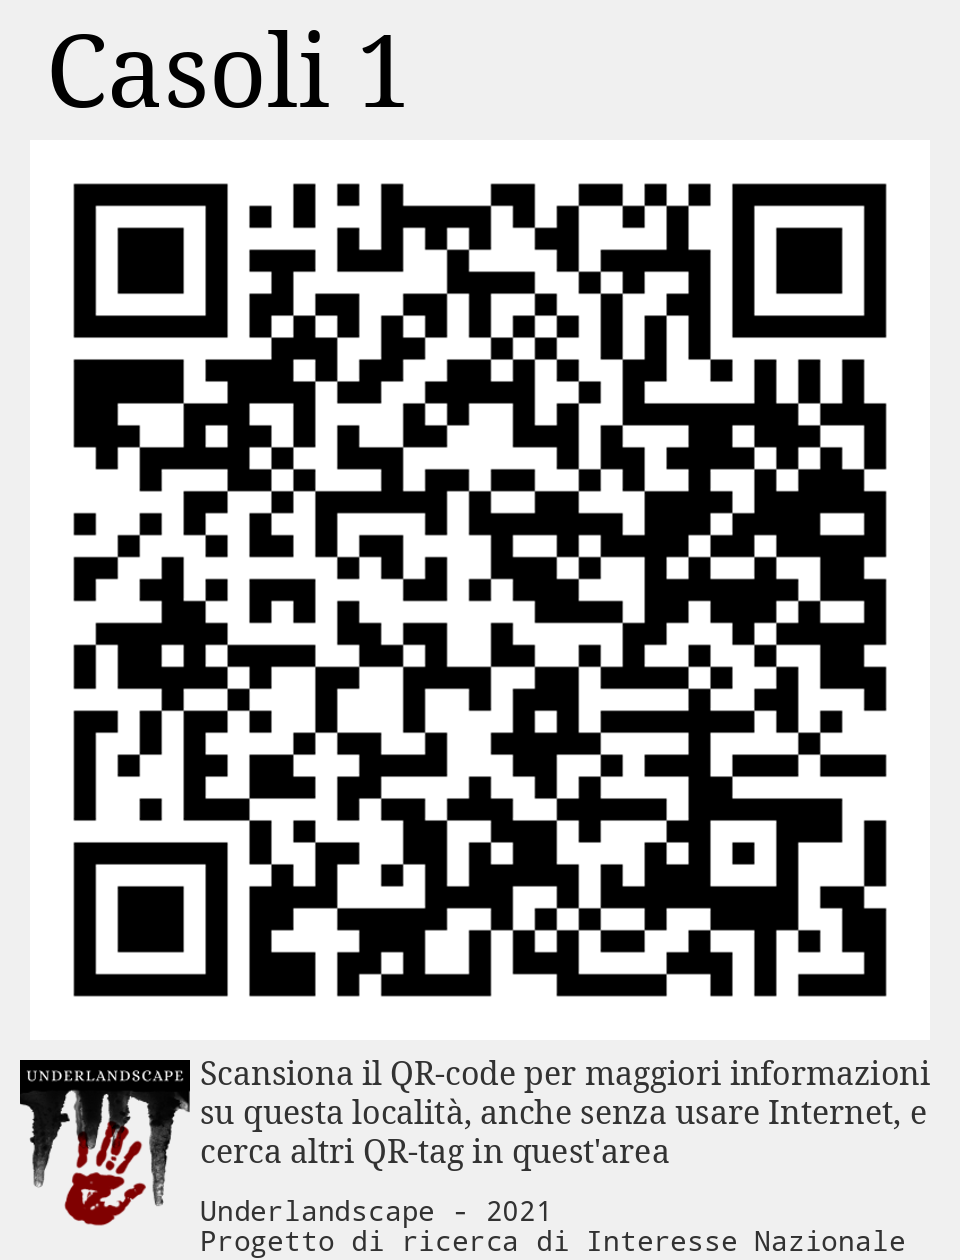 Casoli 1
UNDERLANDSCAPE
Scansiona il QR-code per maggiori informazioni
su questa località, anche senza usare Internet, e
cerca altri QR-tag in quest'area
Underlandscape - 2021
Progetto di ricerca di Interesse Nazionale